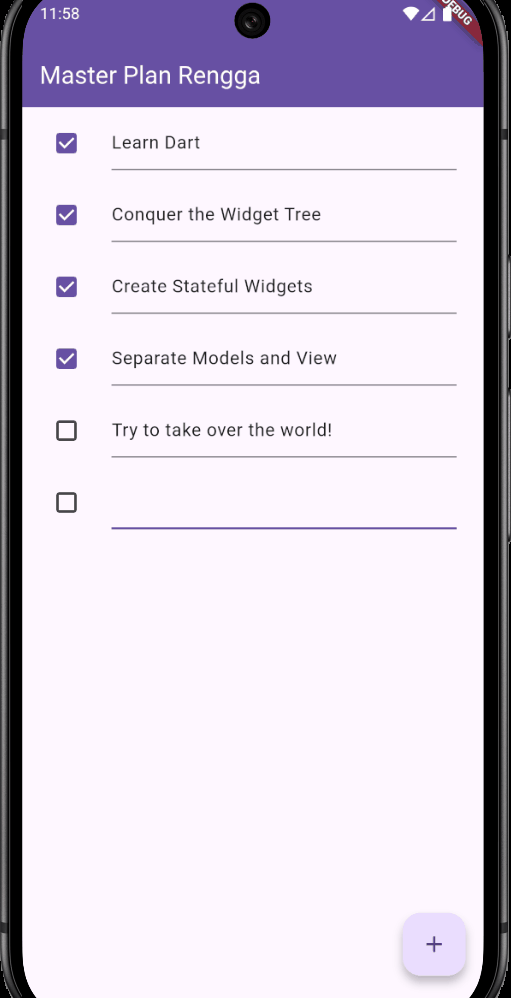 11:58
DEBUG
Master Plan Rengga
Learn Dart
Conquer the Widget Tree
Create Stateful Widgets
Separate Models and View
Try to take over the world!
+